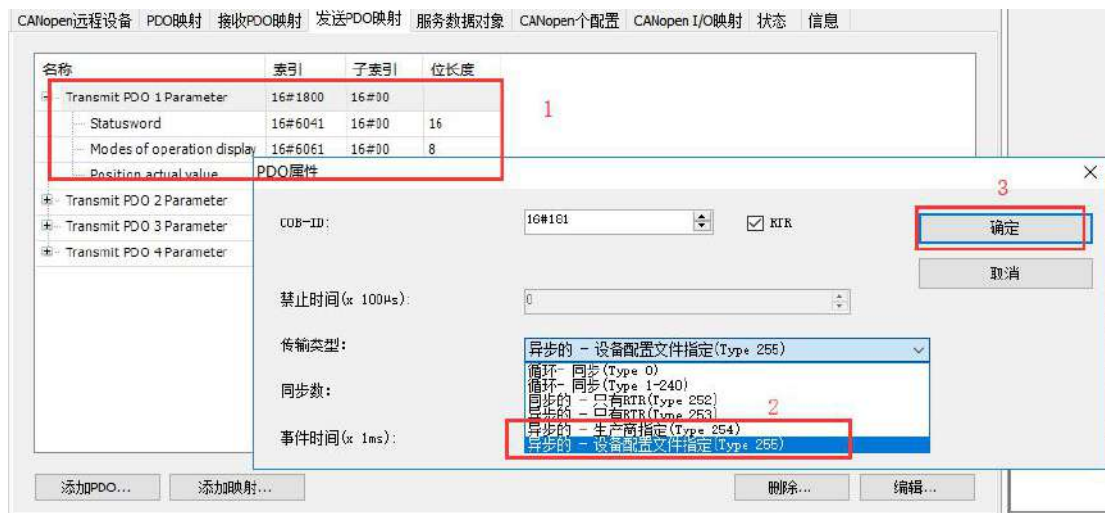 CANopen远程设备 PDO映射 接收PDO映射 发送PDO映射 服务数据对象 CANopen个配置 CANopen I/O映射 状态 信息
名称 索引 子索引 位长度
Transmit PDO 1 Parameter 16#1800 16#00
1
Statusword 16#6041 16#00 16
Modes of operation display 16#6061 16#00 8
Position actual value
PDO属性
3
Transmit PDO 2 Parameter
Transmit PDO 3 Parameter
Transmit PDO 4 Parameter
COB-ID: 16#181 RTR 确定
取消
禁止时间(x 100µs): 0
传输类型: 异步的 - 设备配置文件指定(Type 255)
循环- 同步(Type 0)
循环- 同步(Type 1-240)
同步数: 同步的 - 只有RTR(Type 252)
异步的 - 只有RTR(Type 253)
2
异步的 - 生产商指定(Type 254)
事件时间(x 1ms): 异步的 - 设备配置文件指定(Type 255)
添加PDO... 添加映射... 删除... 编辑...